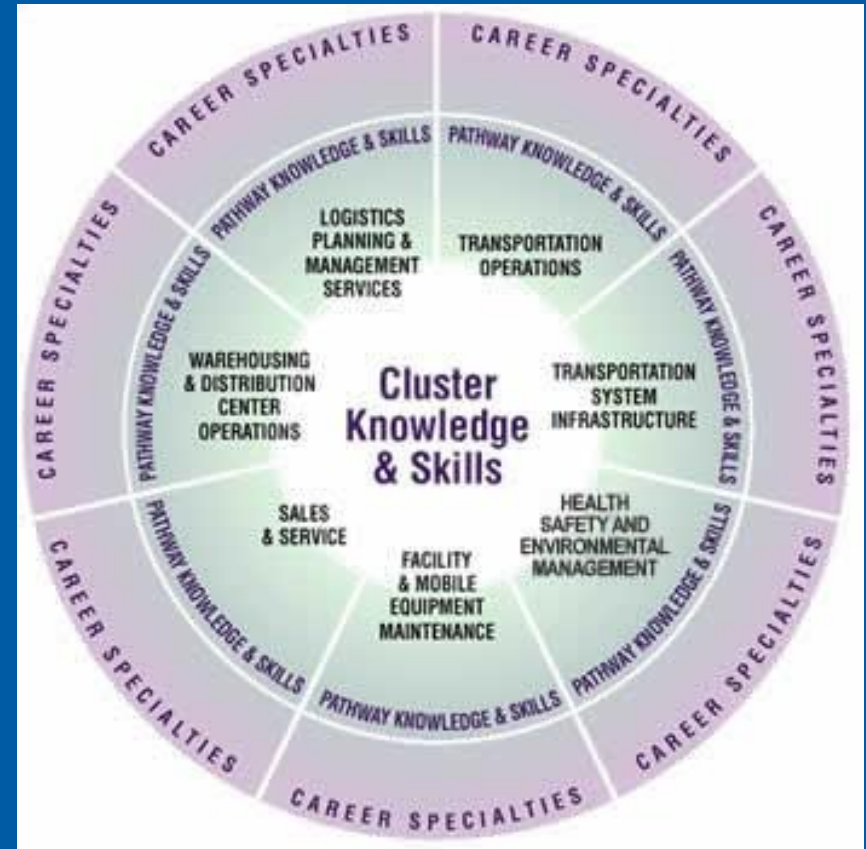 CAREER SPECIALTIES
CAREER SPECIALTIES
CAREER SPECIALTIES
CAREER SPECIALTIES
CAREER SPECIALTIES
CAREER SPECIALTIES
CAREER SPECIALTIES
PATHWAY KNOWLEDGE & SKILLS
PATHWAY KNOWLEDGE & SKILLS
PATHWAY KNOWLEDGE & SKILLS
PATHWAY KNOWLEDGE & SKILLS
PATHWAY KNOWLEDGE & SKILLS
PATHWAY KNOWLEDGE & SKILLS
PATHWAY KNOWLEDGE & SKILLS
LOGISTICS
PLANNING &
MANAGEMENT
SERVICES
TRANSPORTATION
OPERATIONS
TRANSPORTATION
SYSTEM
INFRASTRUCTURE
HEALTH
SAFETY AND
ENVIRONMENTAL
MANAGEMENT
FACILITY
& MOBILE
EQUIPMENT
MAINTENANCE
SALES
& SERVICE
WAREHOUSING
& DISTRIBUTION
CENTER
OPERATIONS
Cluster
Knowledge
& Skills